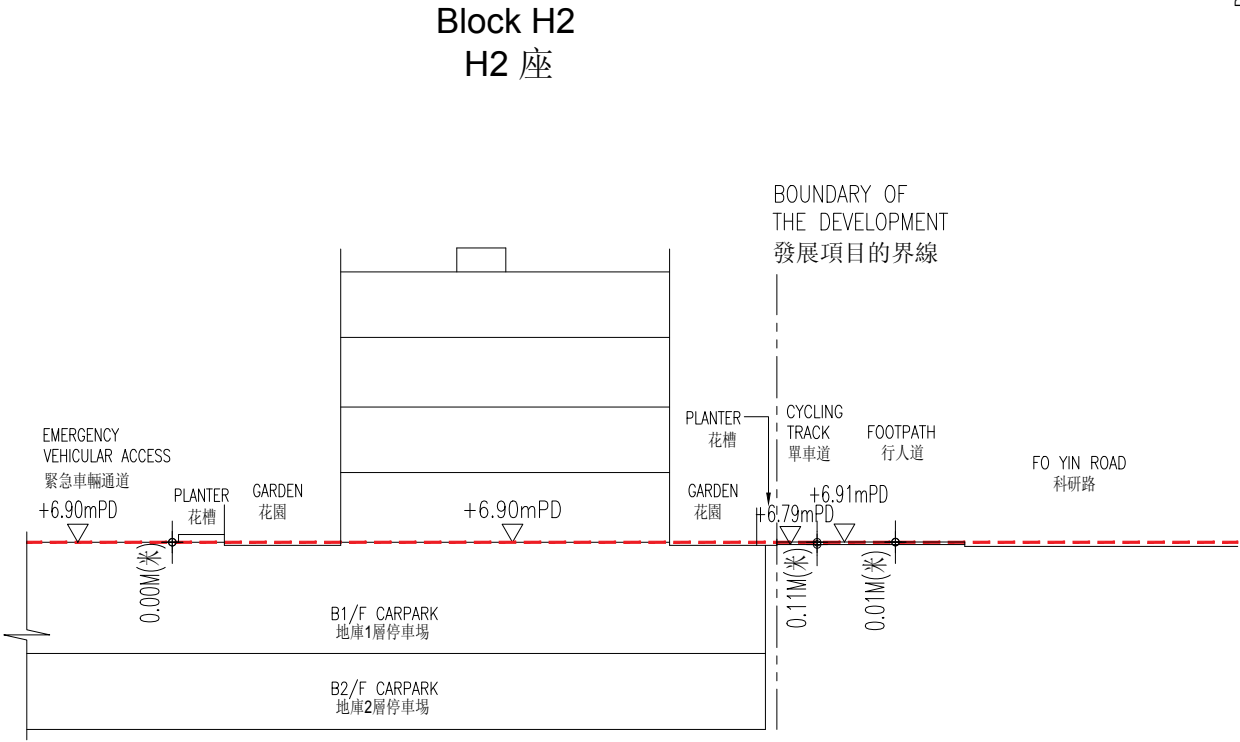 Block H2
H2 座
BOUNDARY OF
THE DEVELOPMENT
發展項目的界線
EMERGENCY
VEHICULAR ACCESS
緊急車輛通道
+6.90mPD
PLANTER
花槽
GARDEN
花園
+6.90mPD
PLANTER
花槽
GARDEN
花園
CYCLING
TRACK
單車道
+6.79mPD
FOOTPATH
行人道
+6.91mPD
FO YIN ROAD
科研路
0.00M(米)
0.11M(米)
0.01M(米)
B1/F CARPARK
地庫1層停車場
B2/F CARPARK
地庫2層停車場